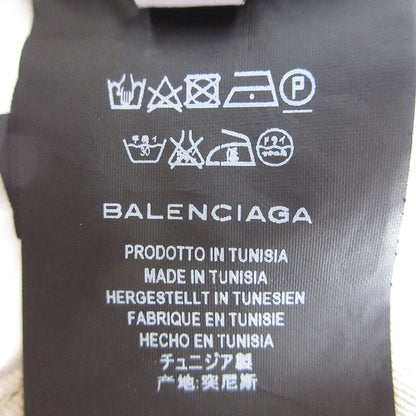 P
30
BALENCIAGA
PRODOTTO IN TUNISIA
MADE IN TUNISIA
HERGESTELLT IN TUNESIEN
FABRIQUE EN TUNISIE
HECHO EN TUNISIA
チュニジア製
产地:突尼斯